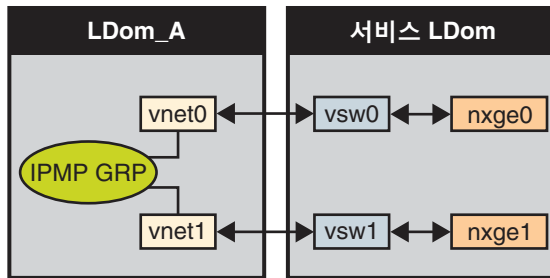 LDom_A
서비스 LDom
vnet0
vsw0
nxge0
IPMP GRP
vnet1
vsw1
nxge1